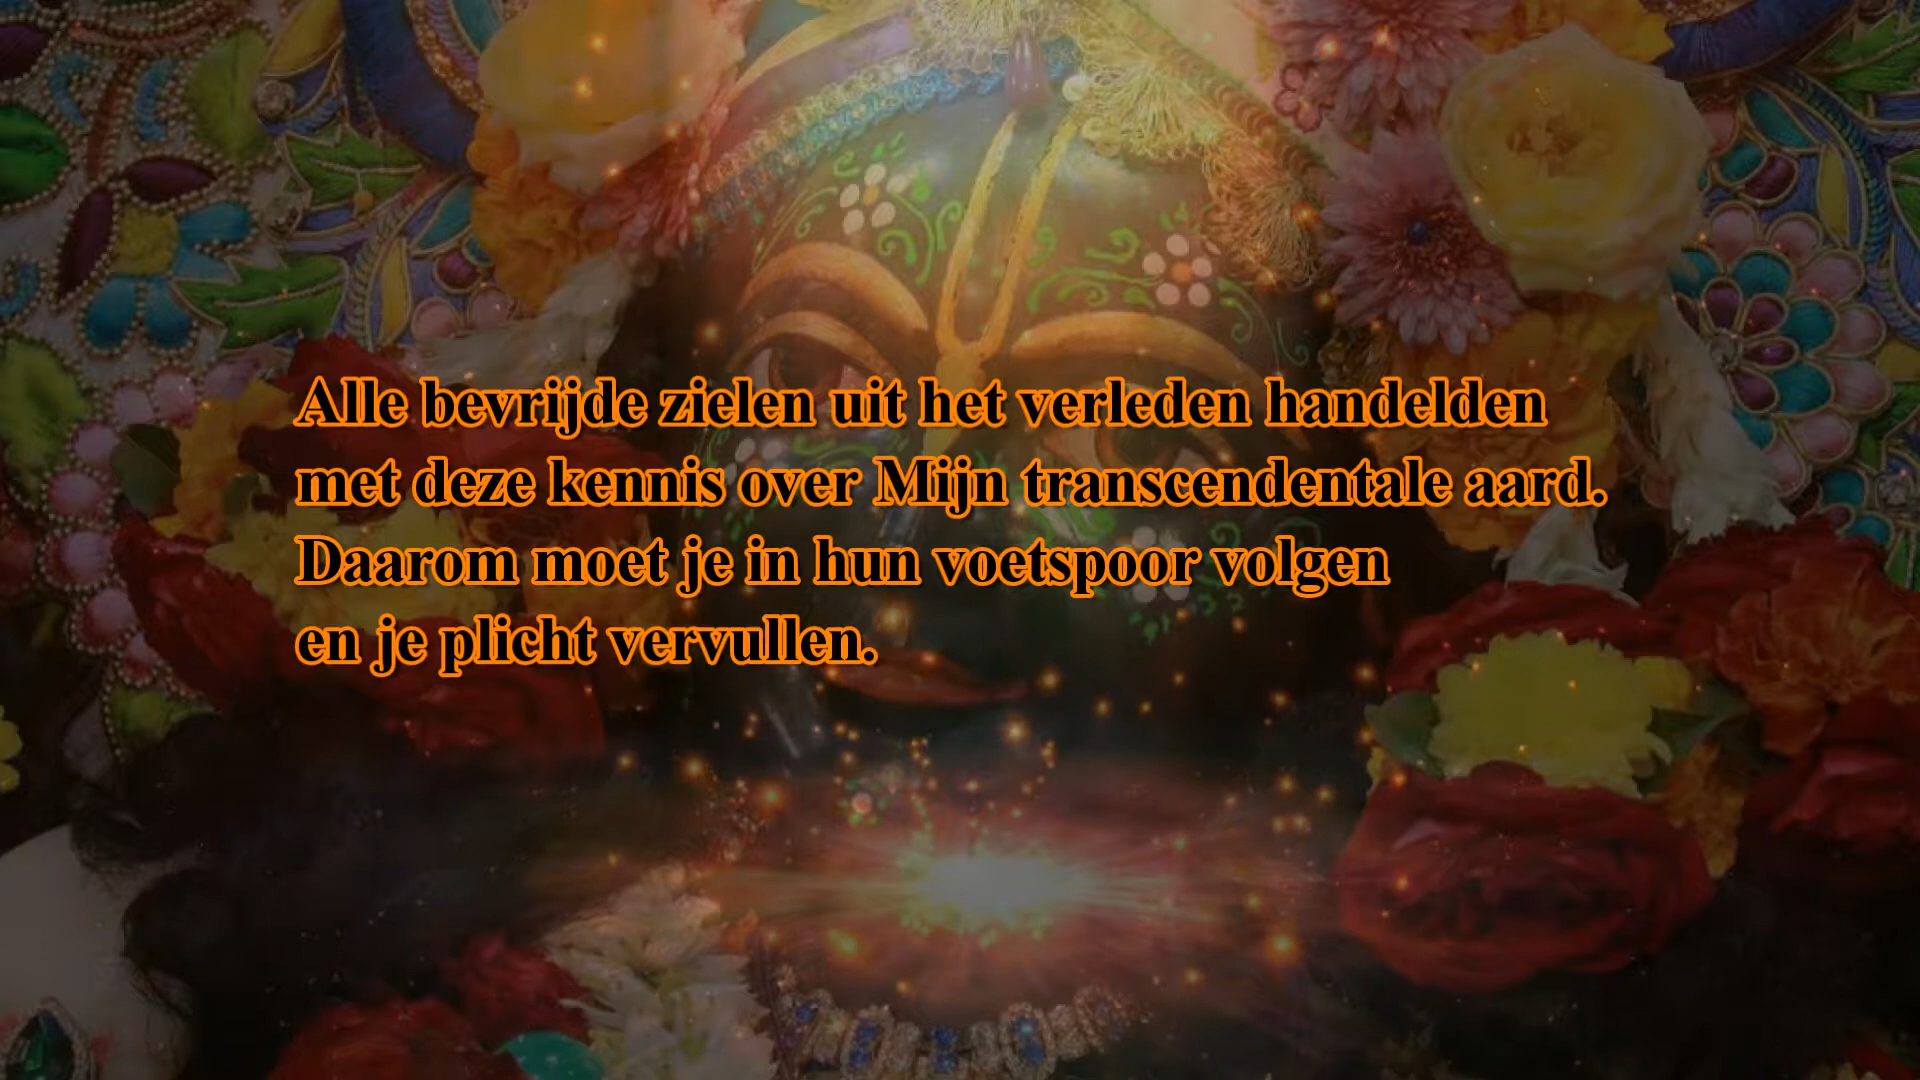 Alle bevrijde zielen uit het verleden handelden
met deze kennis over Mijn transcendentale aard.
Daarom moet je in hun voetspoor volgen
en je plicht vervullen.